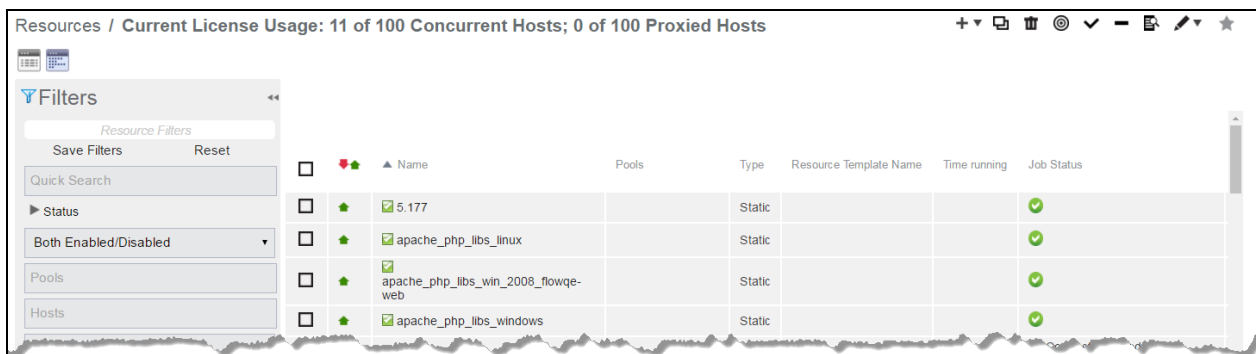 Resources / Current License Usage: 11 of 100 Concurrent Hosts; 0 of 100 Proxied Hosts
Filters
Resource Filters
Save Filters Reset
Quick Search
Status
Both Enabled/Disabled
Pools
Hosts
Name Pools Type Resource Template Name Time running Job Status
5.177 Static
apache_php_libs_linux Static
apache_php_libs_win_2008_flowqe-
web Static
apache_php_libs_windows Static